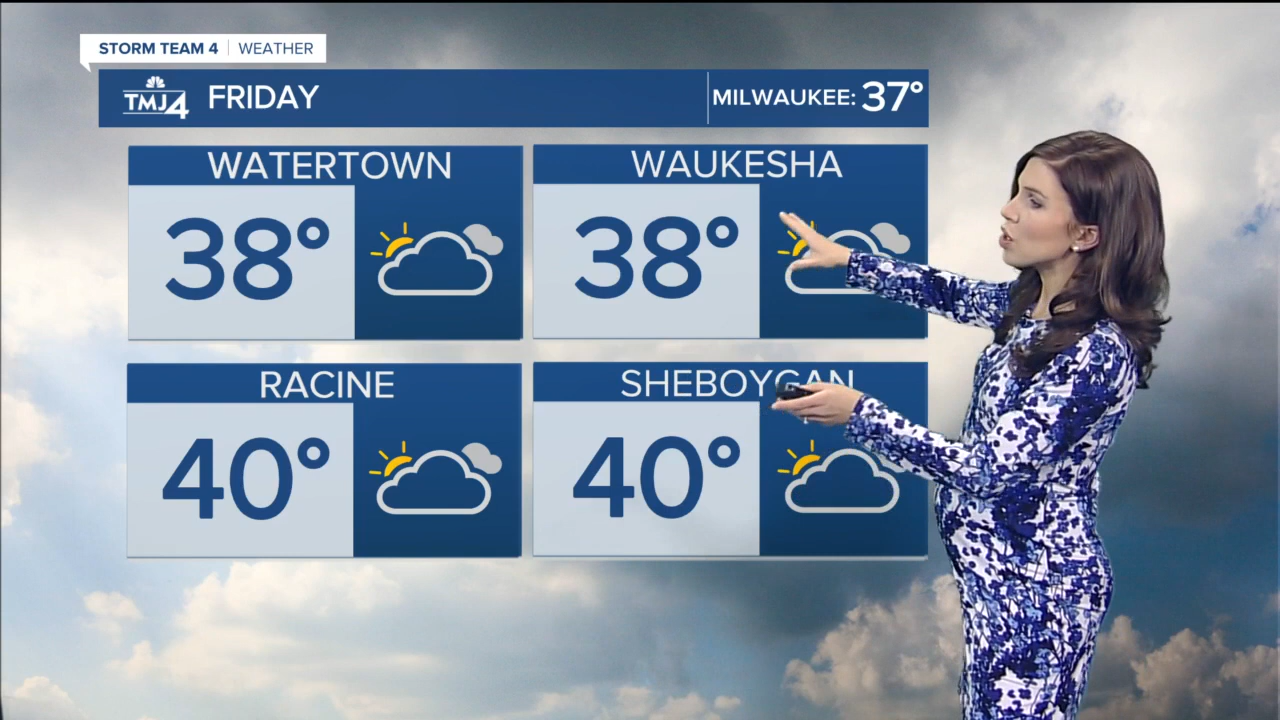 STORM TEAM 4 | WEATHER
TMJ4 FRIDAY MILWAUKEE: 37°
WATERTOWN
38°
WAUKESHA
38°
RACINE
40°
SHEBOYGAN
40°